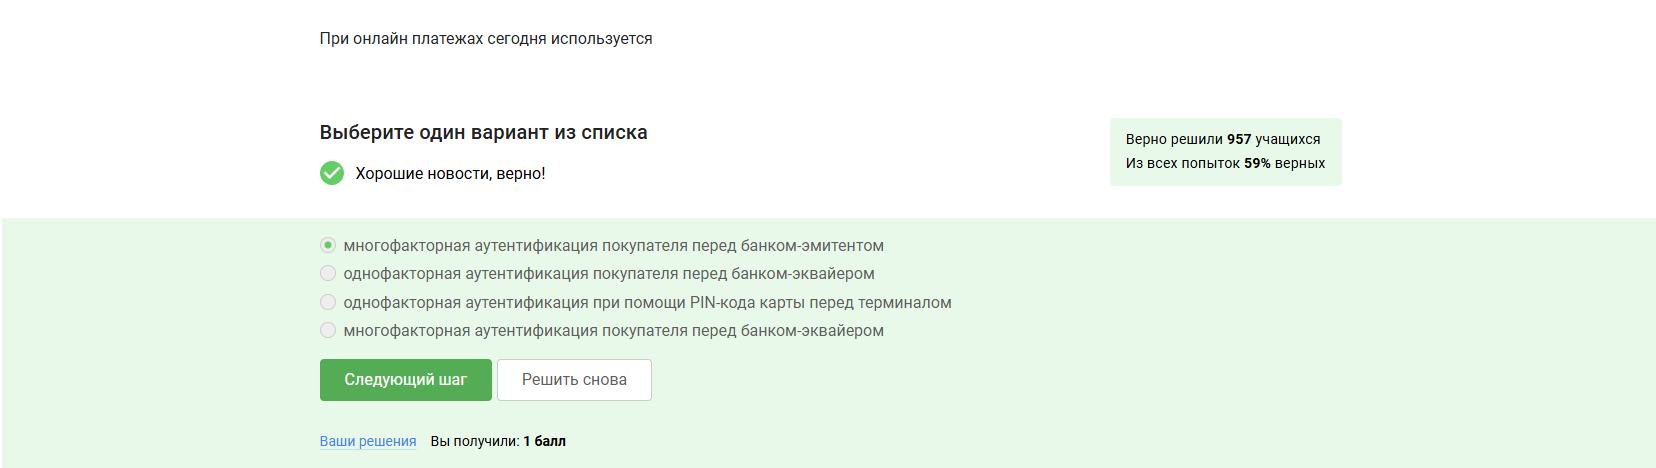 При онлайн платежах сегодня используется
Выберите один вариант из списка
Хорошие новости, верно!
Верно решили 957 учащихся
Из всех попыток 59% верных
многофакторная аутентификация покупателя перед банком-эмитентом
однофакторная аутентификация покупателя перед банком-эквайером
однофакторная аутентификация при помощи PIN-кода карты перед терминалом
многофакторная аутентификация покупателя перед банком-эквайером
Следующий шаг
Решить снова
Ваши решения Вы получили: 1 балл